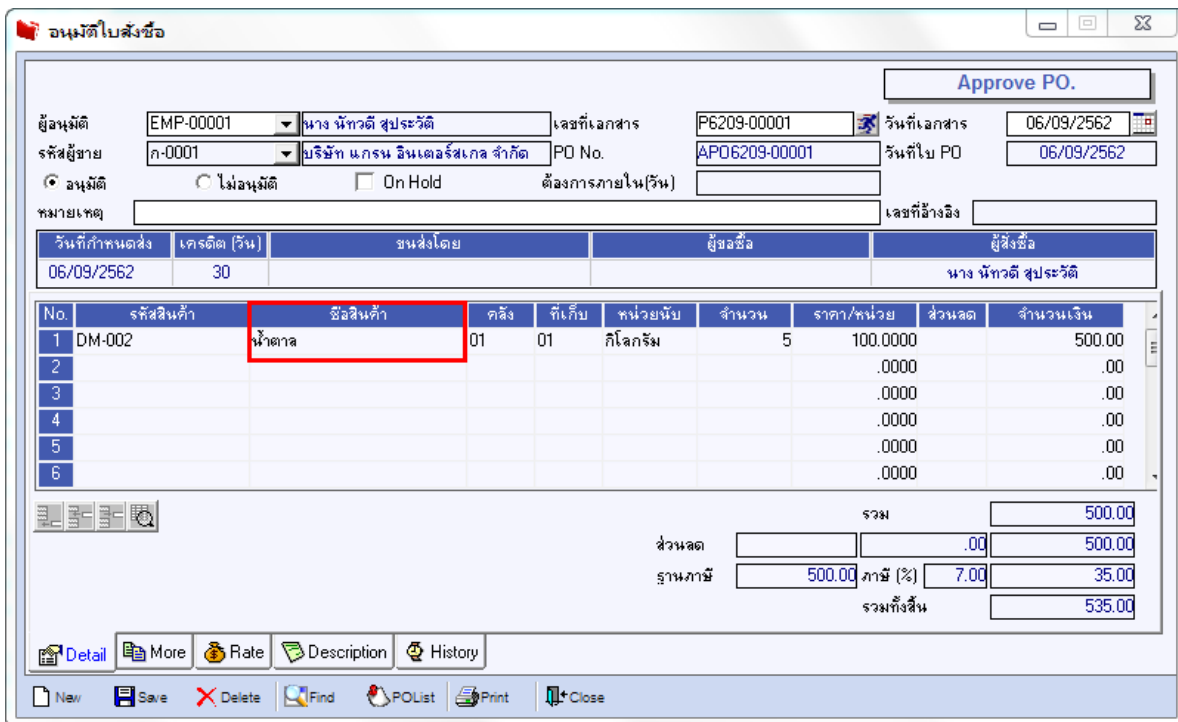 อนุมัติใบสั่งซื้อ
Approve PO.
ผู้อนุมัติ EMP-00001 นาง นัทวดี สุประวัติ เลขที่เอกสาร P6209-00001 วันที่เอกสาร 06/09/2562
รหัสผู้ขาย ก-0001 บริษัท แกรน อินเตอร์สเกล จำกัด PO No. APO6209-00001 วันที่ใบ PO 06/09/2562
อนุมัติ ไม่อนุมัติ On Hold ต้องการภายใน(วัน)
หมายเหตุ เลขที่อ้างอิง
วันที่กำหนดส่ง เครดิต (วัน) ขนส่งโดย ผู้ขอซื้อ ผู้สั่งซื้อ
06/09/2562 30 นาง นัทวดี สุประวัติ
No. รหัสสินค้า ชื่อสินค้า คลัง ที่เก็บ หน่วยนับ จำนวน ราคา/หน่วย ส่วนลด จำนวนเงิน
1 DM-002 น้ำตาล 01 01 กิโลกรัม 5 100.0000 500.00
2 .0000 .00
3 .0000 .00
4 .0000 .00
5 .0000 .00
6 .0000 .00
รวม 500.00
ส่วนลด .00 500.00
ฐานภาษี 500.00 ภาษี (%) 7.00 35.00
รวมทั้งสิ้น 535.00
Detail More Rate Description History
New Save Delete Find POList Print Close